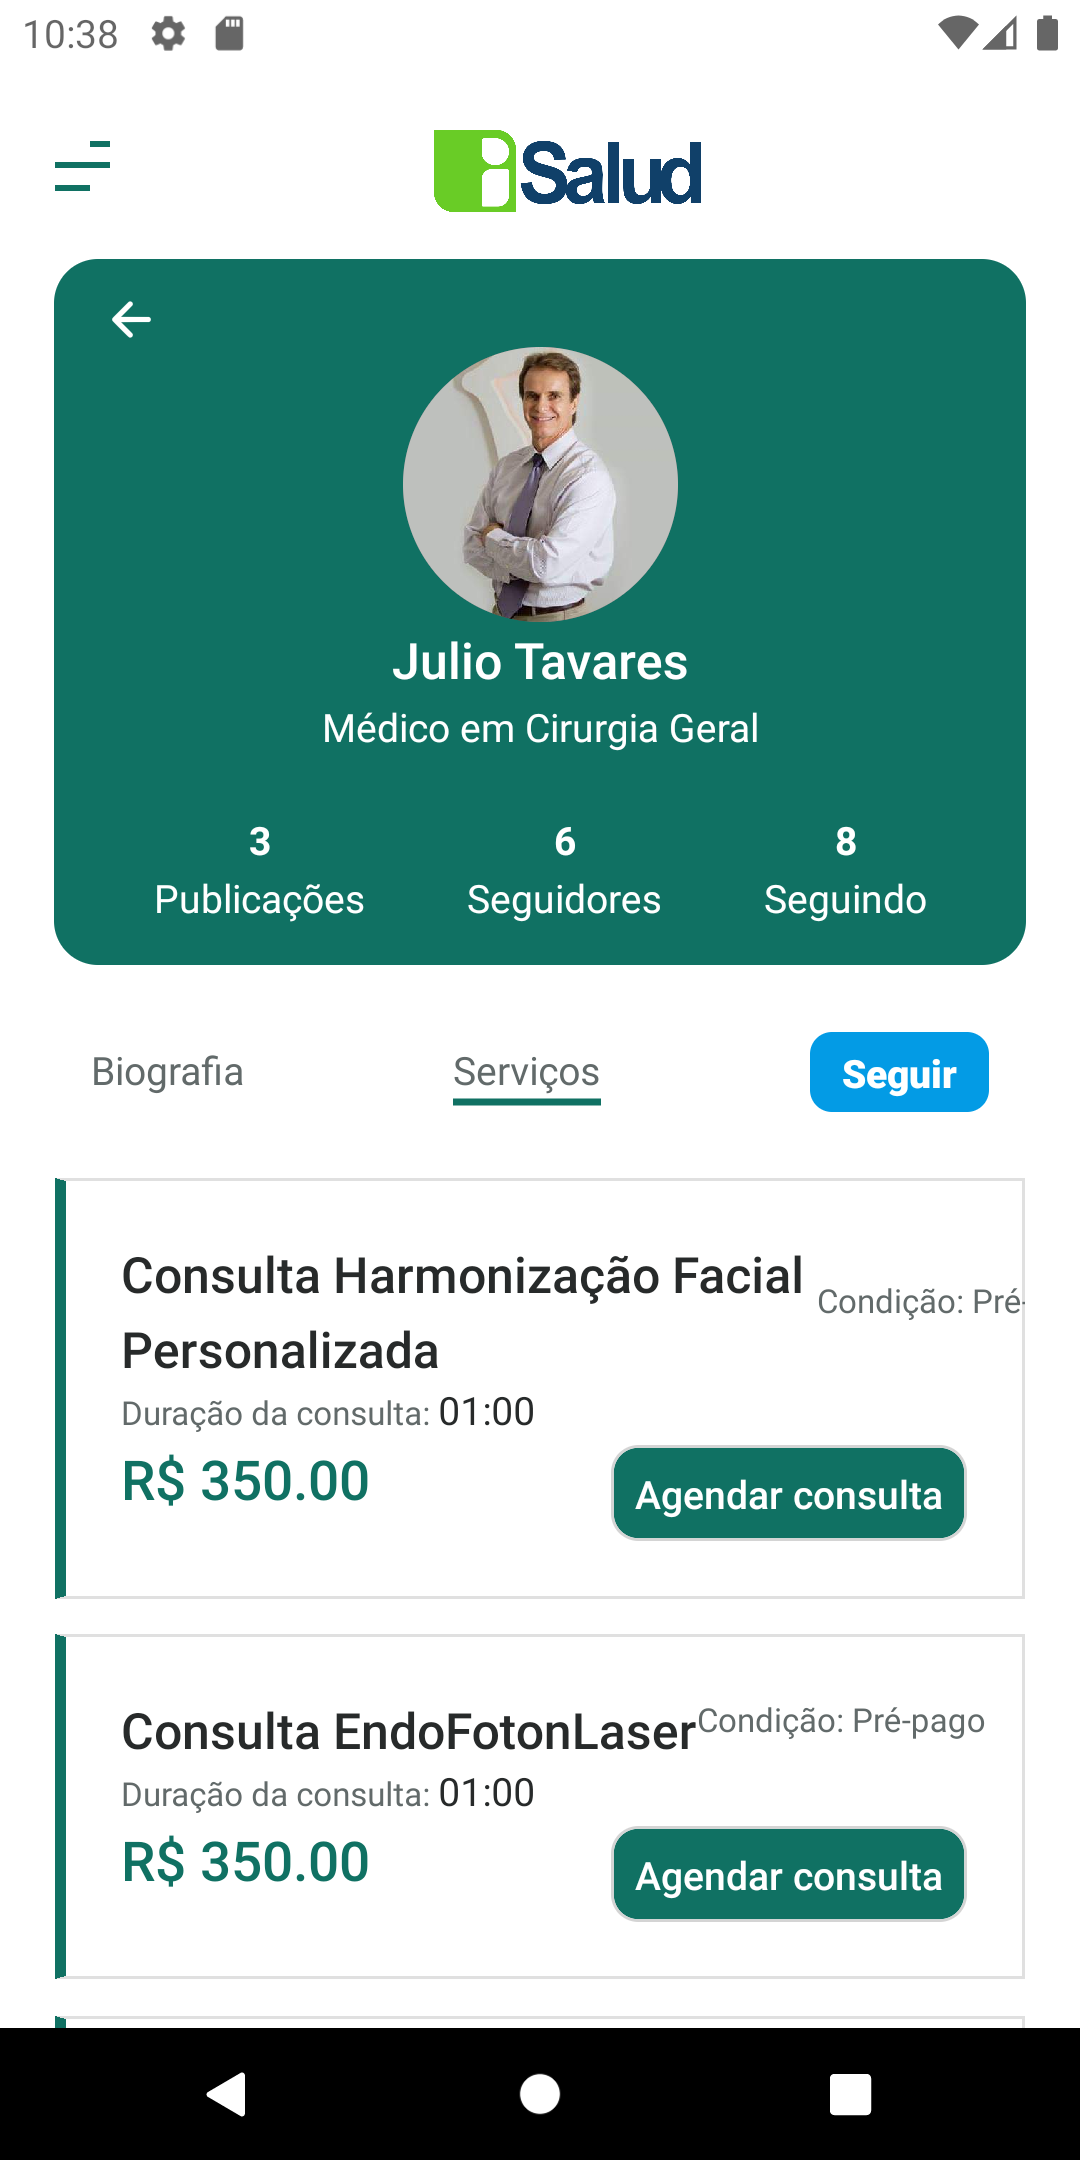 10:38
iSalud
Julio Tavares
Médico em Cirurgia Geral
3 6 8
Publicações Seguidores Seguindo
Biografia Serviços Seguir
Consulta Harmonização Facial
Condição: Pré-
Personalizada
Duração da consulta: 01:00
R$ 350.00
Agendar consulta
Consulta EndoFotonLaser Condição: Pré-pago
Duração da consulta: 01:00
R$ 350.00
Agendar consulta